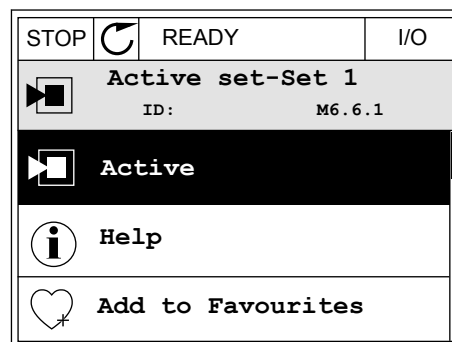 STOP READY I/O
Active set-Set 1
ID: M6.6.1
Active
Help
Add to Favourites